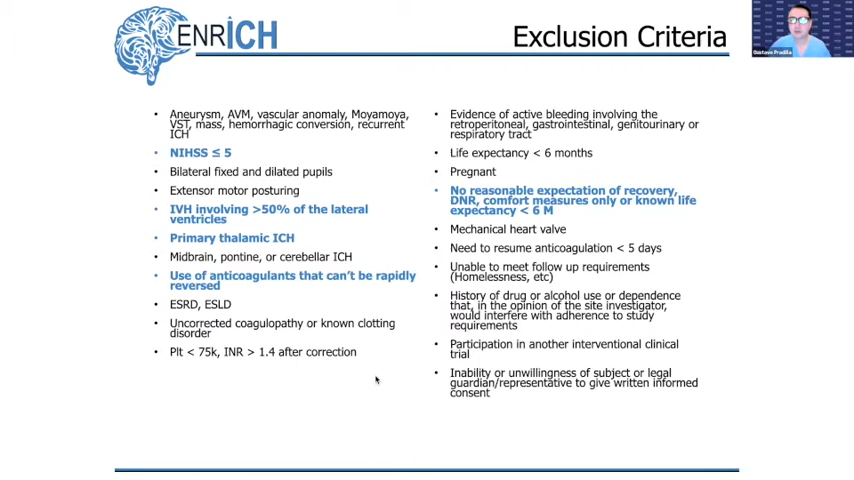 ENRICH
Exclusion Criteria
Gustavo Pradilla
• Aneurysm, AVM, vascular anomaly, Moyamoya,
VST, mass, hemorrhagic conversion, recurrent
ICH
• NIHSS ≤ 5
• Bilateral fixed and dilated pupils
• Extensor motor posturing
• IVH involving >50% of the lateral
ventricles
• Primary thalamic ICH
• Midbrain, pontine, or cerebellar ICH
• Use of anticoagulants that can't be rapidly
reversed
• ESRD, ESLD
• Uncorrected coagulopathy or known clotting
disorder
• Plt < 75k, INR > 1.4 after correction
• Evidence of active bleeding involving the
retroperitoneal, gastrointestinal, genitourinary or
respiratory tract
• Life expectancy < 6 months
• Pregnant
• No reasonable expectation of recovery,
DNR, comfort measures only or known life
expectancy < 6 M
• Mechanical heart valve
• Need to resume anticoagulation < 5 days
• Unable to meet follow up requirements
(Homelessness, etc)
• History of drug or alcohol use or dependence
that, in the opinion of the site investigator,
would interfere with adherence to study
requirements
• Participation in another interventional clinical
trial
• Inability or unwillingness of subject or legal
guardian/representative to give written informed
consent